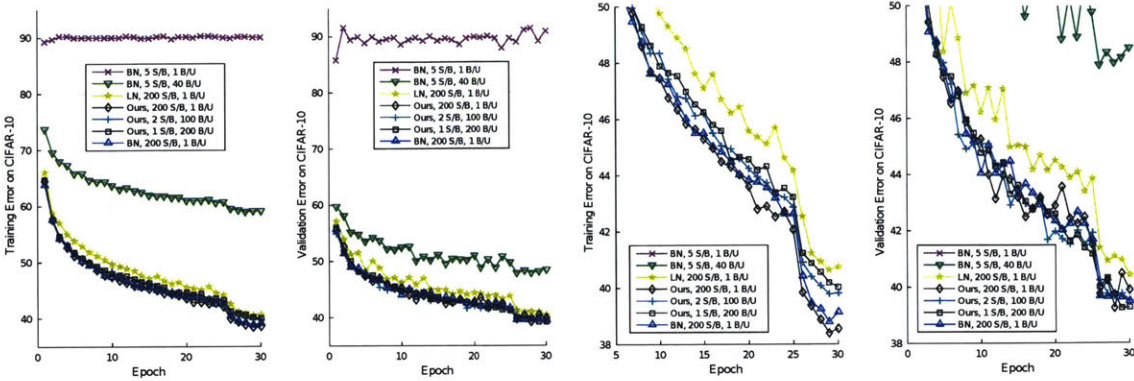 Training Error on CIFAR-10
90
80
70
60
50
40
BN, 5 S/B, 1 B/U
BN, 5 S/B, 40 B/U
LN, 200 S/B, 1 B/U
Ours, 200 S/B, 1 B/U
Ours, 2 S/B, 100 B/U
Ours, 1 S/B, 200 B/U
BN, 200 S/B, 1 B/U
0 10 20 30
Epoch
Validation Error on CIFAR-10
90
80
70
60
50
40
BN, 5 S/B, 1 B/U
BN, 5 S/B, 40 B/U
LN, 200 S/B, 1 B/U
Ours, 200 S/B, 1 B/U
Ours, 2 S/B, 100 B/U
Ours, 1 S/B, 200 B/U
BN, 200 S/B, 1 B/U
0 10 20 30
Epoch
Training Error on CIFAR-10
50
48
46
44
42
40
38
BN, 5 S/B, 1 B/U
BN, 5 S/B, 40 B/U
LN, 200 S/B, 1 B/U
Ours, 200 S/B, 1 B/U
Ours, 2 S/B, 100 B/U
Ours, 1 S/B, 200 B/U
BN, 200 S/B, 1 B/U
5 10 15 20 25 30
Epoch
Validation Error on CIFAR-10
50
48
46
44
42
40
38
BN, 5 S/B, 1 B/U
BN, 5 S/B, 40 B/U
LN, 200 S/B, 1 B/U
Ours, 200 S/B, 1 B/U
Ours, 2 S/B, 100 B/U
Ours, 1 S/B, 200 B/U
BN, 200 S/B, 1 B/U
0 10 20 30
Epoch